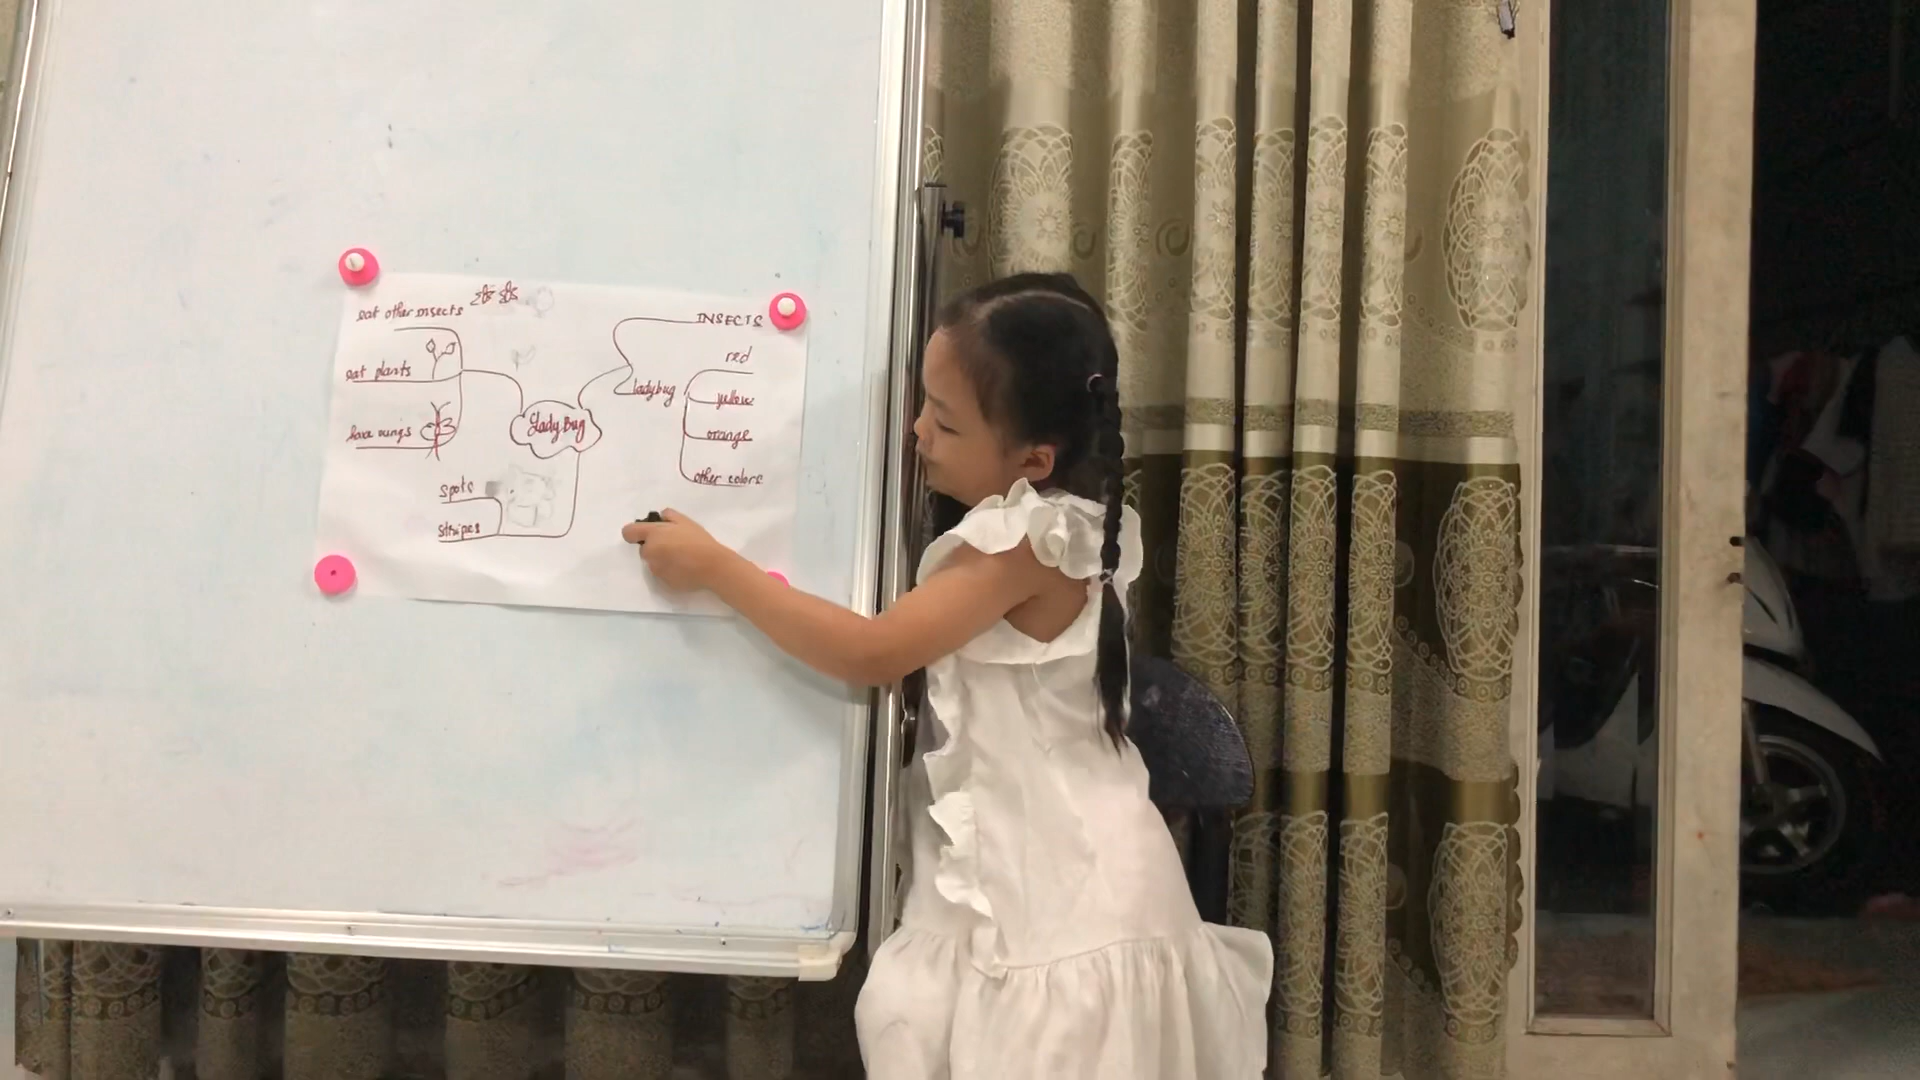 eat other insects
eat plants
have wings
spots
stripes
Lady Bug
INSECTS
ladybug
red
yellow
orange
other colors